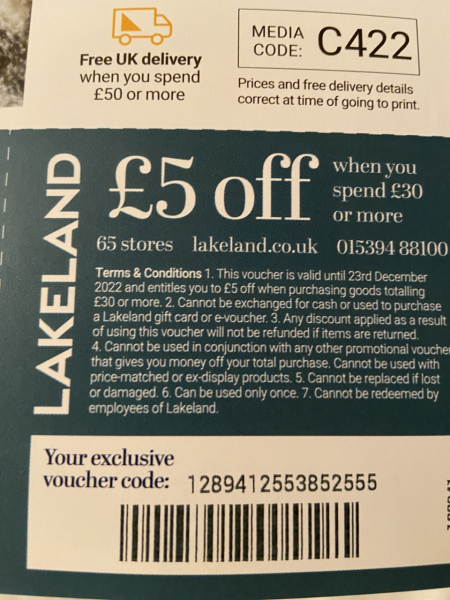 Free UK delivery
when you spend
£50 or more
MEDIA
CODE: C422
Prices and free delivery details
correct at time of going to print.
LAKELAND
£5 off
when you
spend £30
or more
65 stores lakeland.co.uk 015394 88100
Terms & Conditions 1. This voucher is valid until 23rd December
2022 and entitles you to £5 off when purchasing goods totalling
£30 or more. 2. Cannot be exchanged for cash or used to purchase
a Lakeland gift card or e-voucher. 3. Any discount applied as a result
of using this voucher will not be refunded if items are returned.
4. Cannot be used in conjunction with any other promotional voucher
that gives you money off your total purchase. Cannot be used with
price-matched or ex-display products. 5. Cannot be replaced if lost
or damaged. 6. Can be used only once. 7. Cannot be redeemed by
employees of Lakeland.
Your exclusive
voucher code: 1289412553852555